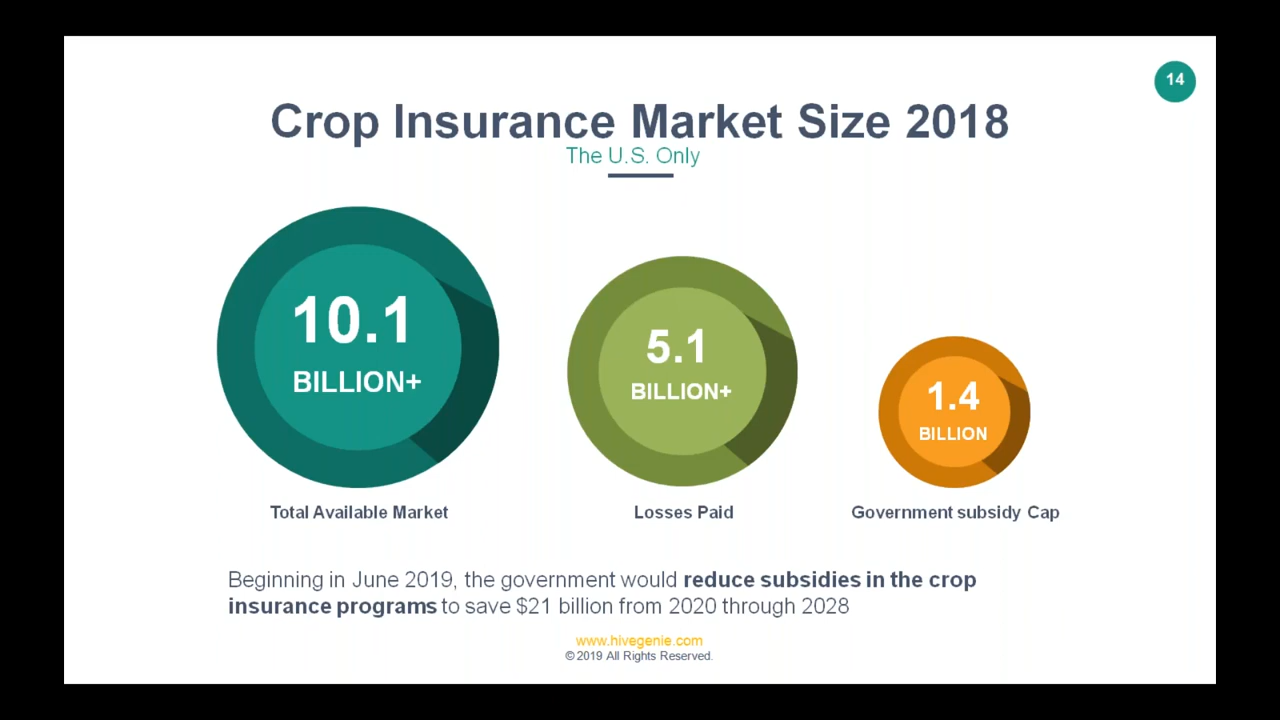 14
Crop Insurance Market Size 2018
The U.S. Only
10.1
BILLION+
5.1
BILLION+
1.4
BILLION
Total Available Market
Losses Paid
Government subsidy Cap
Beginning in June 2019, the government would reduce subsidies in the crop
insurance programs to save $21 billion from 2020 through 2028
www.hivegenie.com
©2019 All Rights Reserved.